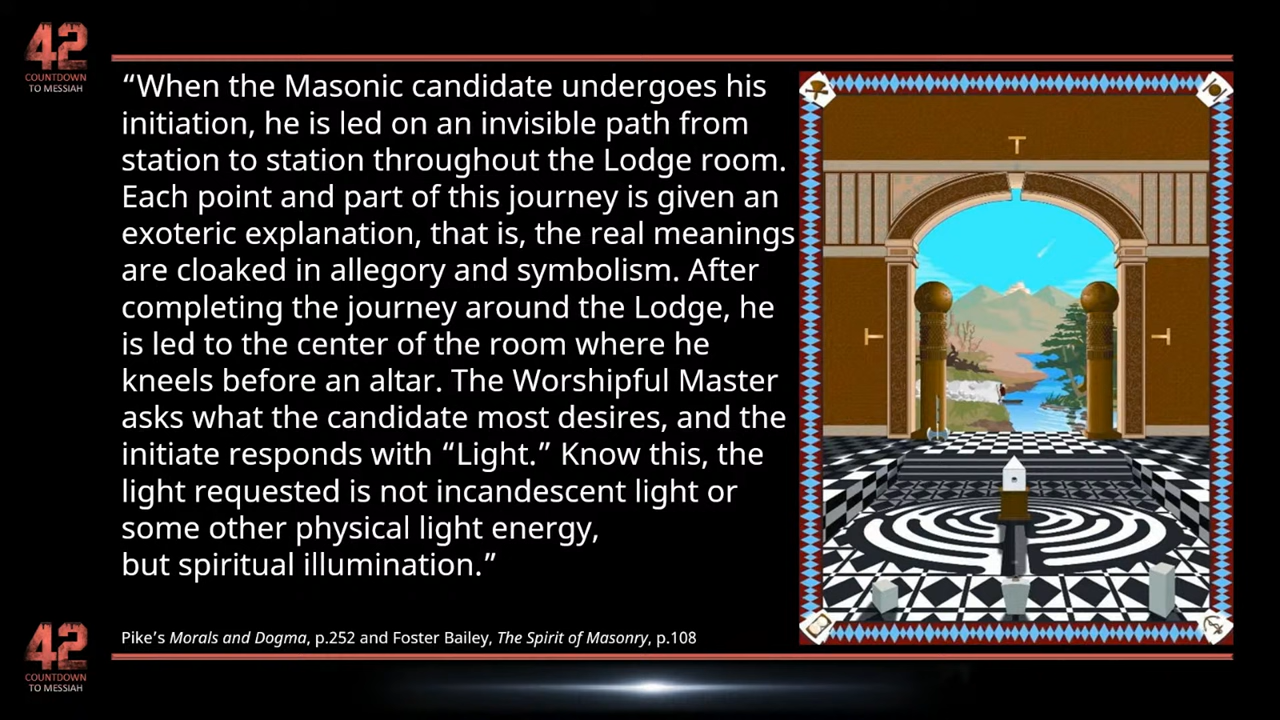 42
COUNTDOWN
TO MESSIAH
“When the Masonic candidate undergoes his
initiation, he is led on an invisible path from
station to station throughout the Lodge room.
Each point and part of this journey is given an
exoteric explanation, that is, the real meanings
are cloaked in allegory and symbolism. After
completing the journey around the Lodge, he
is led to the center of the room where he
kneels before an altar. The Worshipful Master
asks what the candidate most desires, and the
initiate responds with “Light.” Know this, the
light requested is not incandescent light or
some other physical light energy,
but spiritual illumination.”
Pike’s Morals and Dogma, p.252 and Foster Bailey, The Spirit of Masonry, p.108
42
COUNTDOWN
TO MESSIAH